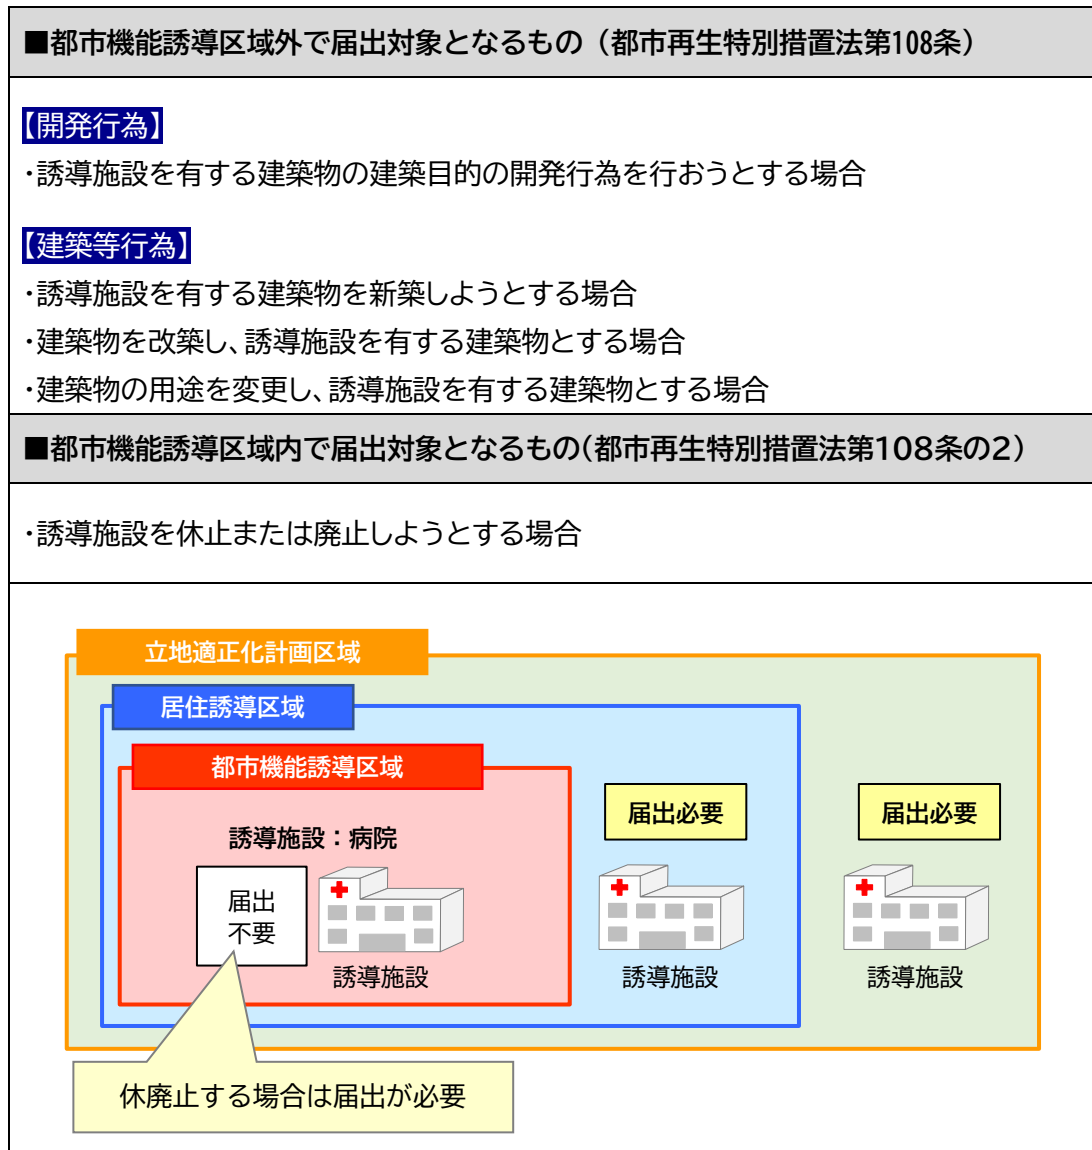 ■都市機能誘導区域外で届出対象となるもの（都市再生特別措置法第108条）
【開発行為】
・誘導施設を有する建築物の建築目的の開発行為を行おうとする場合
【建築等行為】
・誘導施設を有する建築物を新築しようとする場合
・建築物を改築し、誘導施設を有する建築物とする場合
・建築物の用途を変更し、誘導施設を有する建築物とする場合
■都市機能誘導区域内で届出対象となるもの（都市再生特別措置法第１０８条の２）
・誘導施設を休止または廃止しようとする場合
立地適正化計画区域
居住誘導区域
都市機能誘導区域
誘導施設：病院
届出
不要
誘導施設
届出必要
誘導施設
届出必要
誘導施設
休廃止する場合は届出が必要